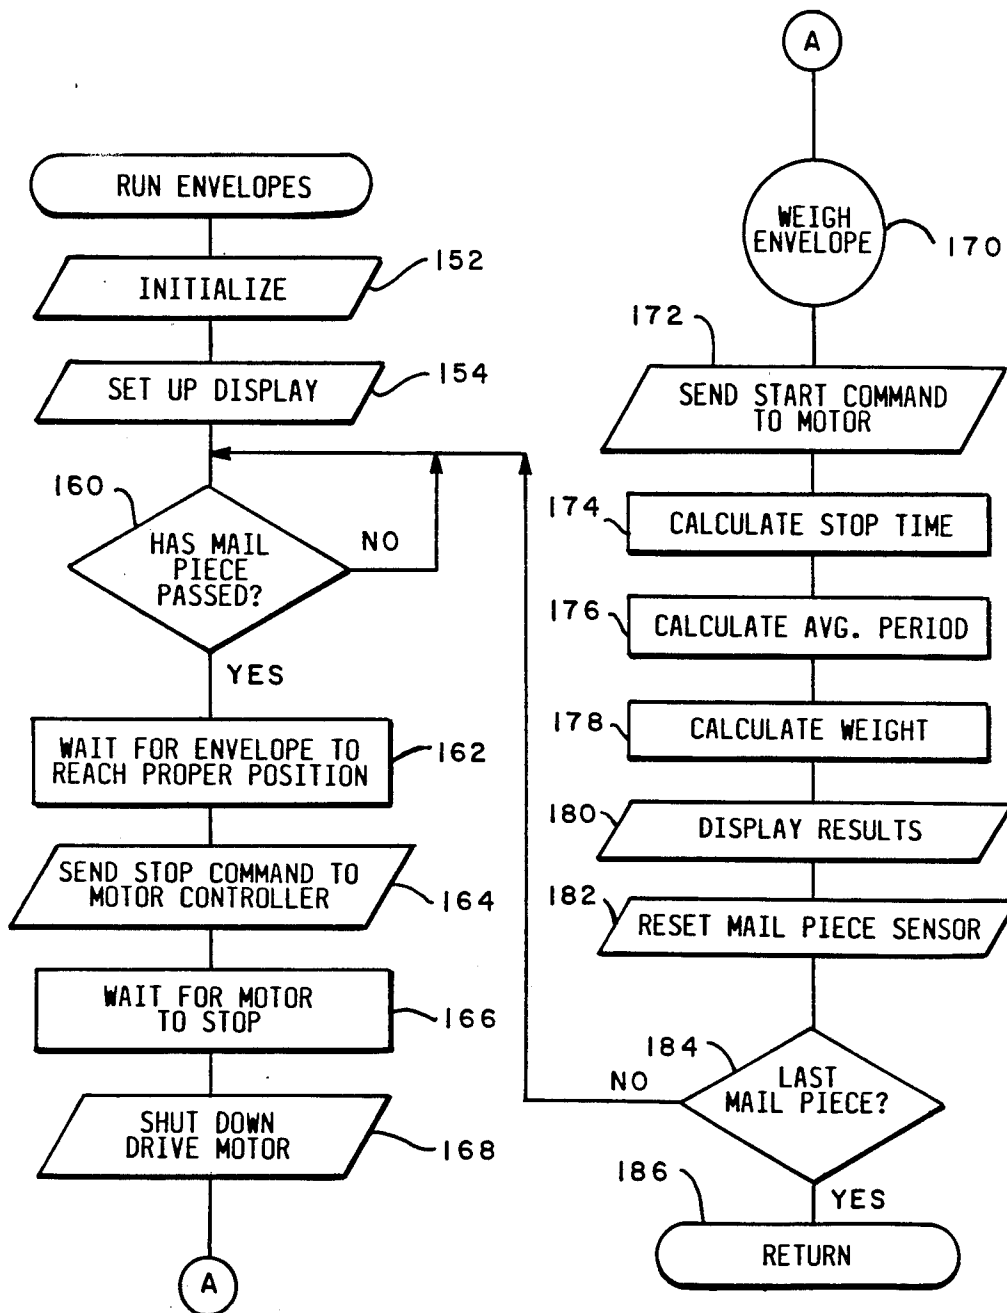 RUN ENVELOPES
INITIALIZE
152
SET UP DISPLAY
154
160
HAS MAIL
PIECE
PASSED?
NO
YES
WAIT FOR ENVELOPE TO
REACH PROPER POSITION
162
SEND STOP COMMAND TO
MOTOR CONTROLLER
164
WAIT FOR MOTOR
TO STOP
166
SHUT DOWN
DRIVE MOTOR
168
A
A
WEIGH
ENVELOPE
170
172
SEND START COMMAND
TO MOTOR
174
CALCULATE STOP TIME
176
CALCULATE AVG. PERIOD
178
CALCULATE WEIGHT
180
DISPLAY RESULTS
182
RESET MAIL PIECE SENSOR
184
LAST
MAIL PIECE?
NO
YES
186
RETURN